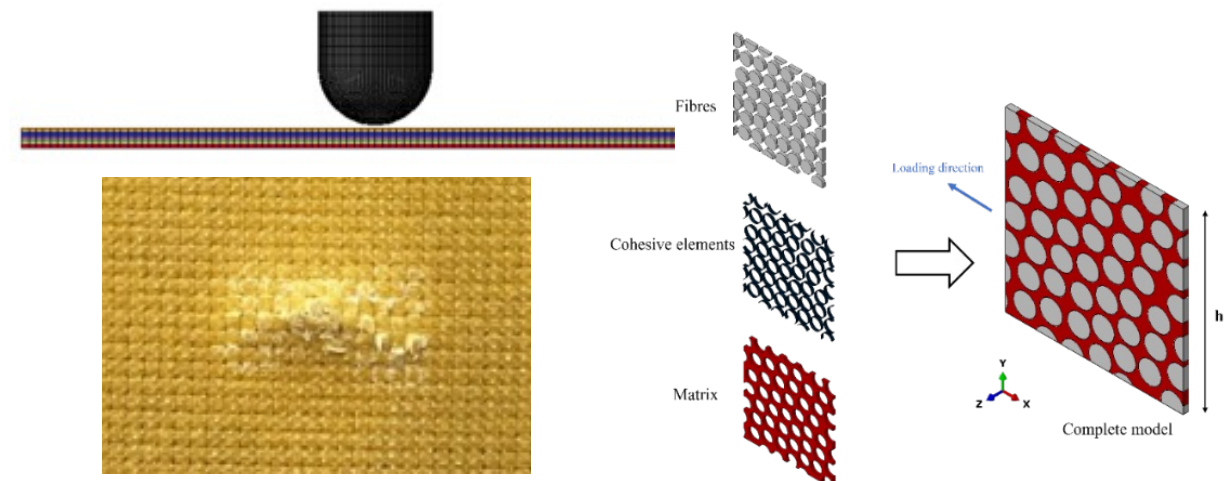 Fibres
Loading direction
Cohesive elements
h
Matrix
Y
Z
X
Complete model